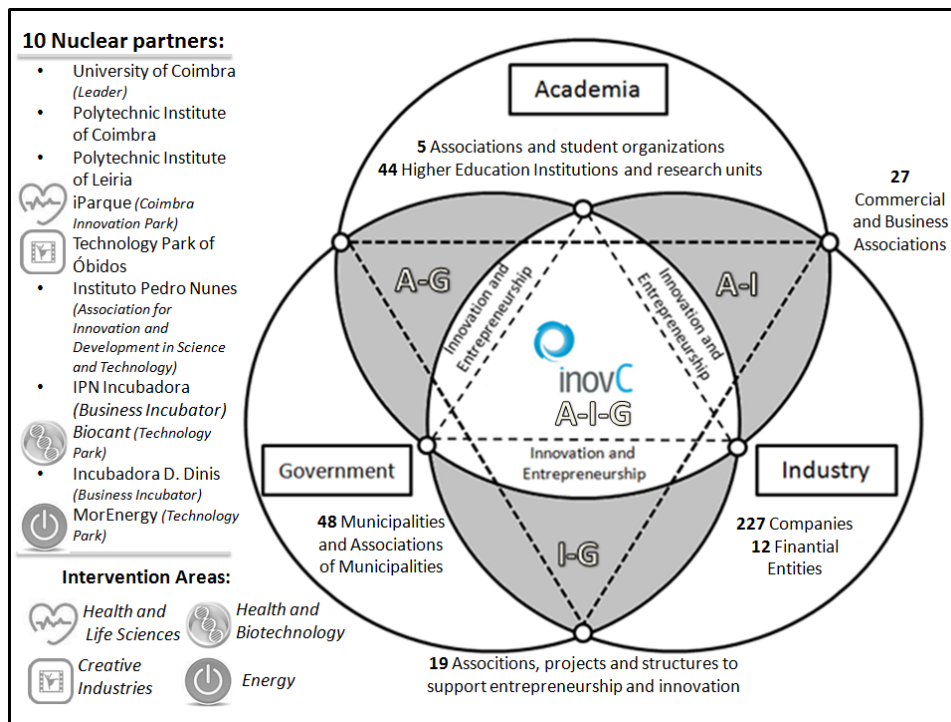 10 Nuclear partners:
• University of Coimbra
(Leader)
• Polytechnic Institute
of Coimbra
• Polytechnic Institute
of Leiria
iParque (Coimbra
Innovation Park)
Technology Park of
Óbidos
• Instituto Pedro Nunes
(Association for
Innovation and
Development in Science
and Technology)
• IPN Incubadora
(Business Incubator)
Biocant (Technology
Park)
• Incubadora D. Dinis
(Business Incubator)
MorEnergy (Technology
Park)
Intervention Areas:
Health and
Life Sciences
Health and
Biotechnology
Creative
Industries
Energy
Academia
5 Associations and student organizations
44 Higher Education Institutions and research units
27
Commercial
and Business
Associations
A-G
A-I
Innovation and
Entrepreneurship
Innovation and
Entrepreneurship
inovC
A-I-G
Innovation and
Entrepreneurship
Government
Industry
48 Municipalities
and Associations
of Municipalities
227 Companies
12 Finantial
Entities
I-G
19 Associtions, projects and structures to
support entrepreneurship and innovation